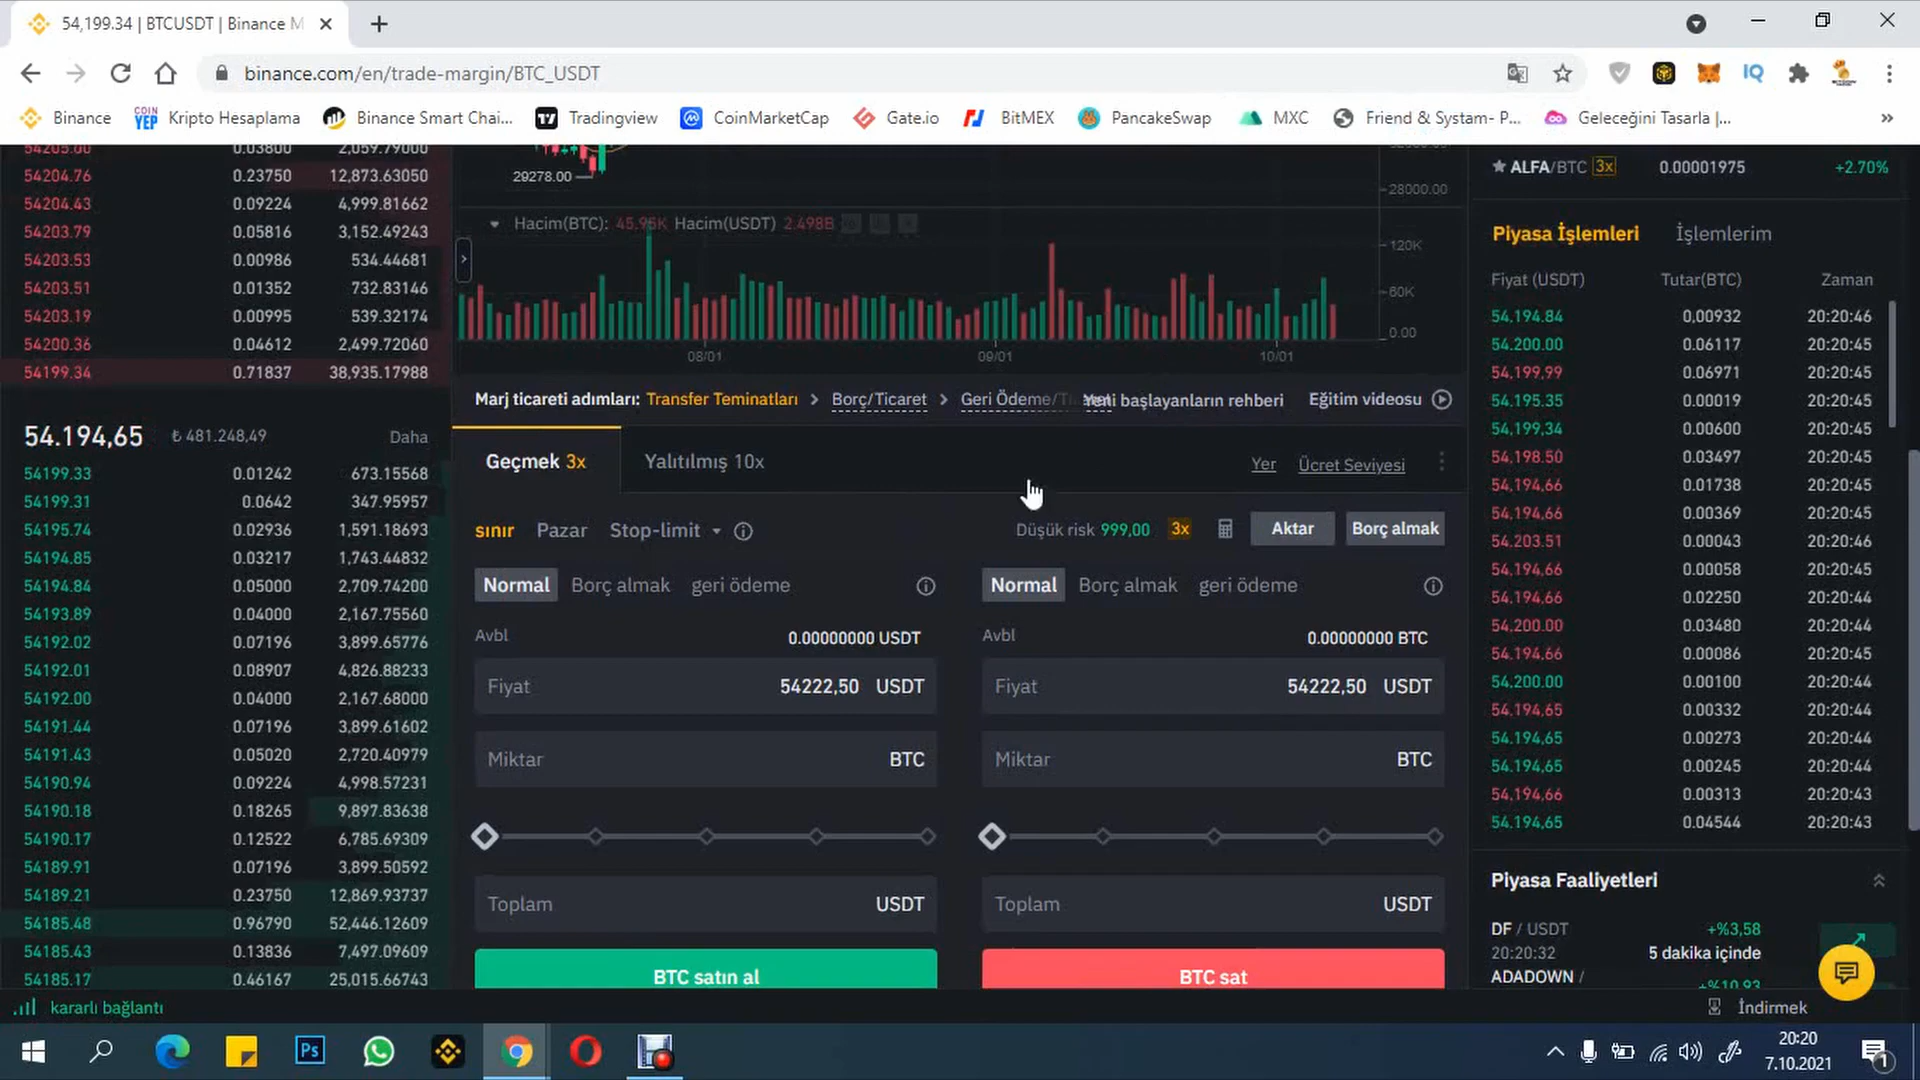 54,199.34 | BTCUSDT | Binance M
binance.com/en/trade-margin/BTC_USDT
Binance
COIN YEP Kripto Hesaplama
Binance Smart Chai...
Tradingview
CoinMarketCap
Gate.io
BitMEX
PancakeSwap
MXC
Friend & Systam- P...
Geleceğini Tasarla |...
»
54205.00 0.03800 2,059.79000
54204.76 0.23750 12,873.63050
54204.43 0.09224 4,999.81662
54203.79 0.05816 3,152.49243
54203.53 0.00986 534.44681
54203.51 0.01352 732.83146
54203.19 0.00995 539.32174
54200.36 0.04612 2,499.72060
54199.34 0.71837 38,935.17988
54.194,65 ₺ 481.248,49 Daha
54199.33 0.01242 673.15568
54199.31 0.0642 347.95957
54195.74 0.02936 1,591.18693
54194.85 0.03217 1,743.44832
54194.84 0.05000 2,709.74200
54193.89 0.04000 2,167.75560
54192.02 0.07196 3,899.65776
54192.01 0.08907 4,826.88233
54192.00 0.04000 2,167.68000
54191.44 0.07196 3,899.61602
54191.43 0.05020 2,720.40979
54190.94 0.09224 4,998.57231
54190.18 0.18265 9,897.83638
54190.17 0.12522 6,785.69309
54189.91 0.07196 3,899.50592
54189.21 0.23750 12,869.93737
54185.48 0.96790 52,446.12609
54185.43 0.13836 7,497.09609
54185.17 0.46167 25,015.66743
29278.00
28000.00
Hacim(BTC): 45.95K Hacim(USDT) 2.498B
120K
80K
0.00
08/01 09/01 10/01
Marj ticareti adımları: Transfer Teminatları > Borç/Ticaret > Geri Ödeme/ Yeni başlayanların rehberi Eğitim videosu
Geçmek 3x Yalıtılmış 10x Yer Ücret Seviyesi
sınır Pazar Stop-limit Düşük risk 999,00 3x Aktar Borç almak
Normal Borç almak geri ödeme
Avbl 0.00000000 USDT
Fiyat 54222,50 USDT
Miktar BTC
Toplam USDT
BTC satın al
Normal Borç almak geri ödeme
Avbl 0.00000000 BTC
Fiyat 54222,50 USDT
Miktar BTC
Toplam USDT
BTC sat
ALFA/BTC 3x 0.00001975 +2.70%
Piyasa İşlemleri İşlemlerim
Fiyat (USDT) Tutar(BTC) Zaman
54.194.84 0,00932 20:20:46
54.200.00 0.06117 20:20:45
54.199,99 0.06971 20:20:45
54.195.35 0.00019 20:20:45
54.199,34 0.00600 20:20:45
54.198.50 0.03497 20:20:45
54.194,66 0.01738 20:20:45
54.194,66 0.00369 20:20:45
54.203.51 0.00043 20:20:46
54.194,66 0.00058 20:20:45
54.194,66 0.02250 20:20:44
54.200.00 0.03480 20:20:44
54.194,66 0.00086 20:20:45
54.200.00 0.00100 20:20:44
54.194,65 0.00332 20:20:44
54.194,65 0.00273 20:20:44
54.194,65 0.00245 20:20:44
54.194,66 0.00313 20:20:43
54.194,65 0.04544 20:20:43
Piyasa Faaliyetleri
DF / USDT +%3,58
20:20:32 5 dakika içinde
ADADOWN / +%10,93
kararlı bağlantı
İndirmek
Ps
20:20
7.10.2021
1